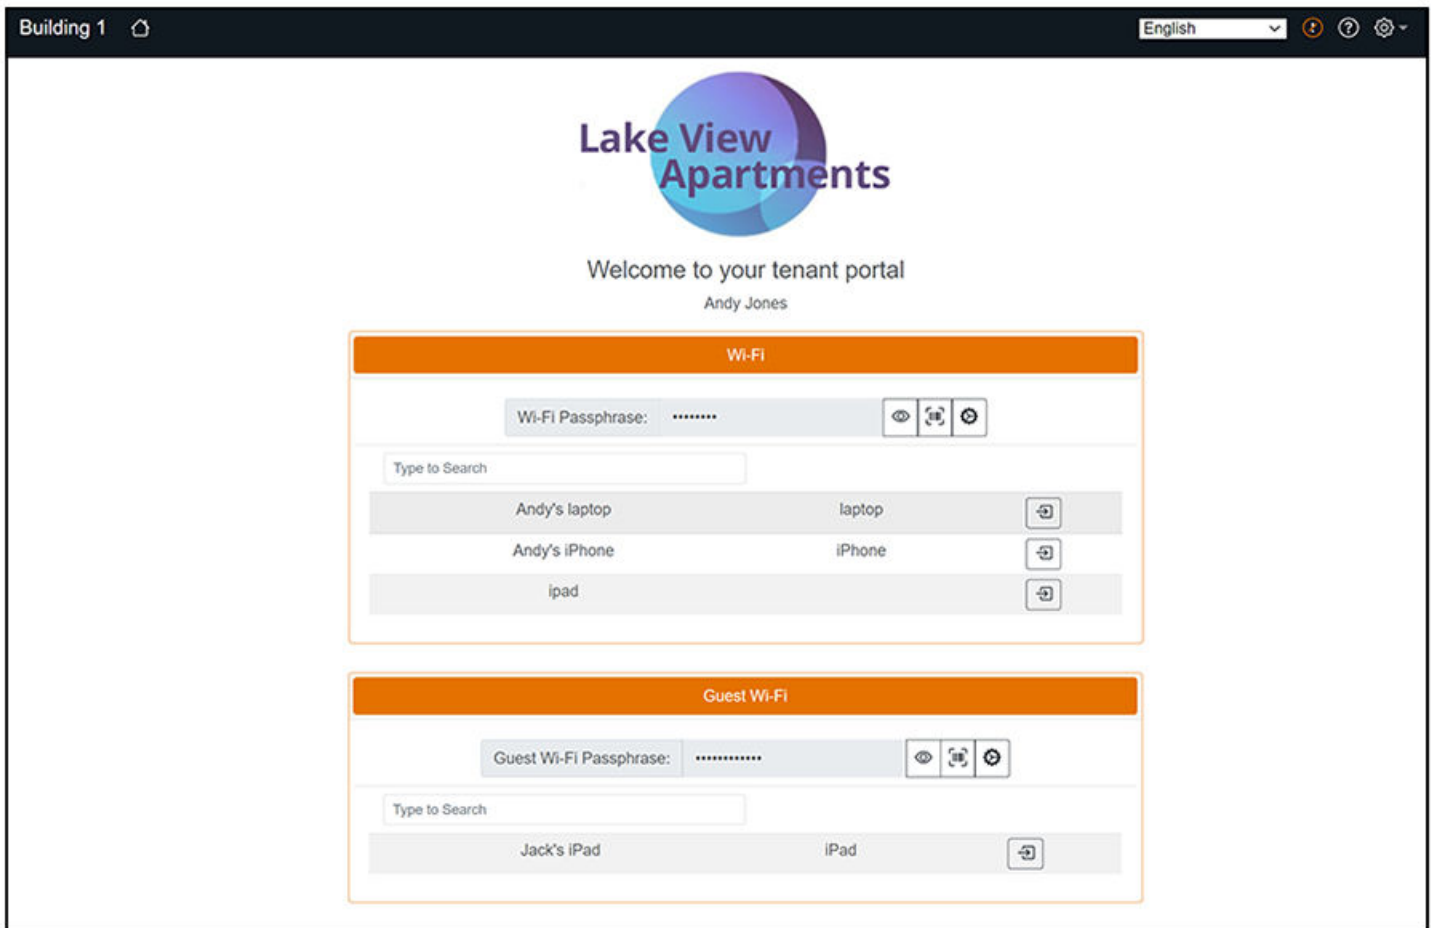 Building 1
English
Lake View
Apartments
Welcome to your tenant portal
Andy Jones
Wi-Fi
Wi-Fi Passphrase: ••••••••
Type to Search
Andy's laptop laptop
Andy's iPhone iPhone
ipad
Guest Wi-Fi
Guest Wi-Fi Passphrase: ••••••••••••
Type to Search
Jack's iPad iPad